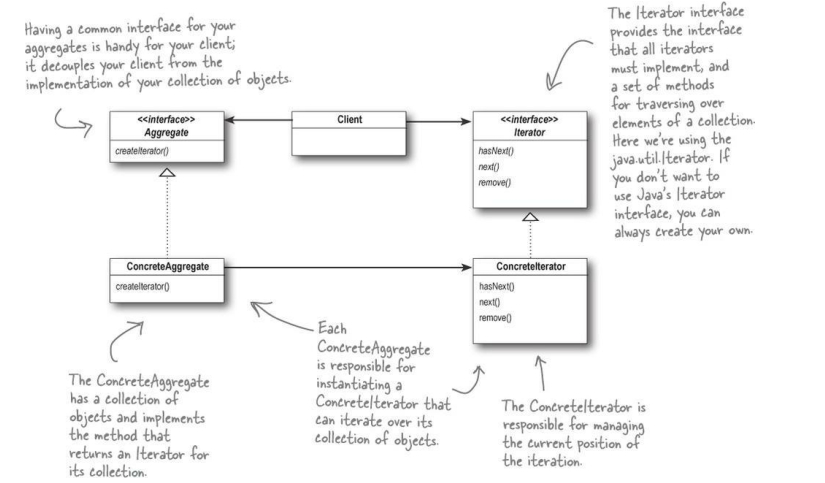 Having a common interface for your
aggregates is handy for your client;
it decouples your client from the
implementation of your collection of objects.
The Iterator interface
provides the interface
that all iterators
must implement, and
a set of methods
for traversing over
elements of a collection.
Here we're using the
java.util.Iterator. If
you don't want to
use Java's Iterator
interface, you can
always create your own.
<<interface>>
Aggregate
createIterator()
Client
<<interface>>
Iterator
hasNext()
next()
remove()
ConcreteAggregate
createIterator()
ConcreteIterator
hasNext()
next()
remove()
The ConcreteAggregate
has a collection of
objects and implements
the method that
returns an Iterator for
its collection.
Each
ConcreteAggregate
is responsible for
instantiating a
ConcreteIterator that
can iterate over its
collection of objects.
The ConcreteIterator is
responsible for managing
the current position of
the iteration.